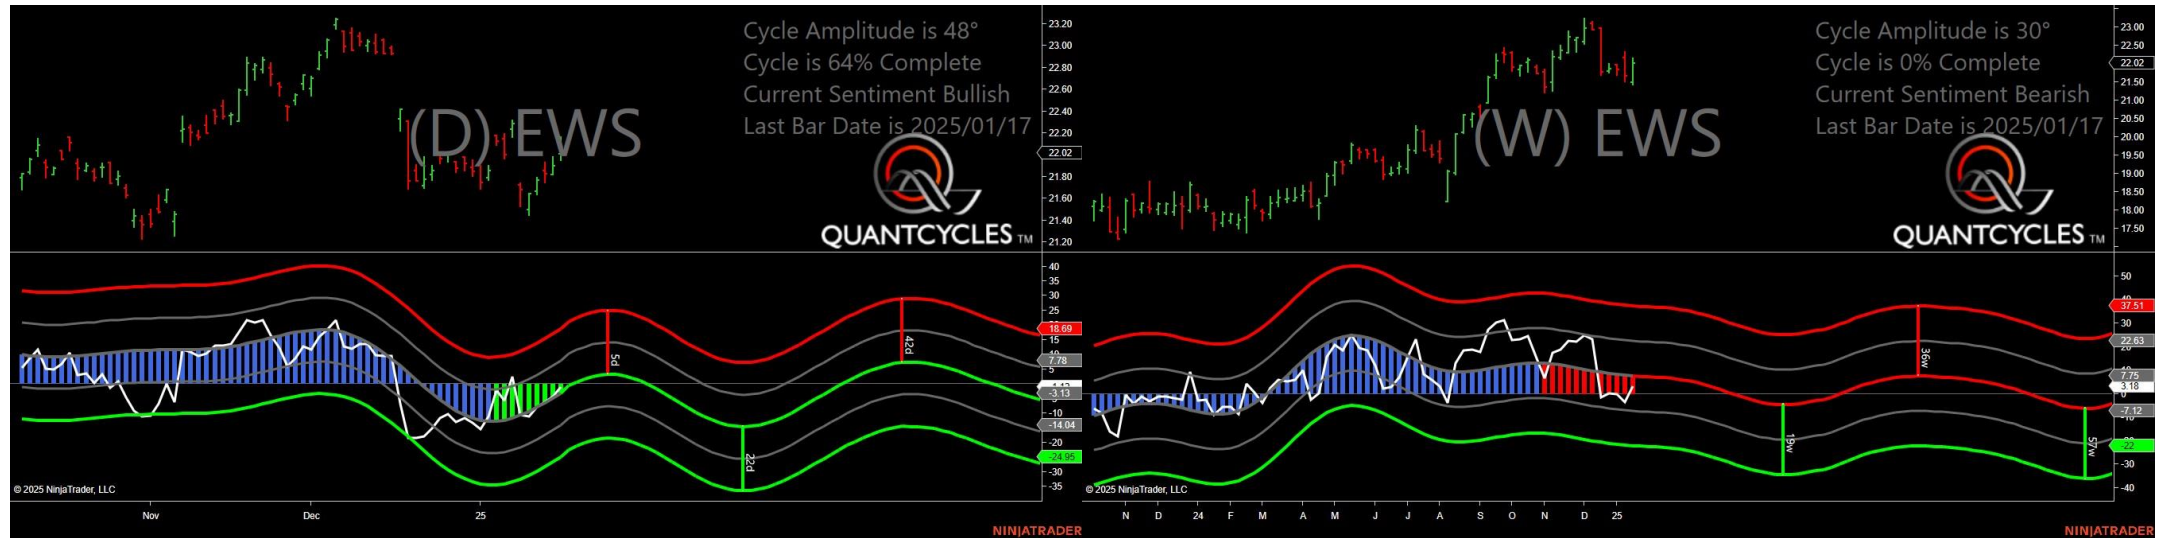 Cycle Amplitude is 48°
Cycle is 64% Complete
Current Sentiment Bullish
Last Bar Date is 2025/01/17
(D) EWS
QUANTCYCLES TM
23.20
23.00
22.80
22.60
22.40
22.20
22.02
21.80
21.60
21.40
21.20
40
35
30
25
18.69
15
7.78
5
-3.13
-10
-14.04
-20
-24.95
-30
-35
5d
42d
22d
© 2025 NinjaTrader, LLC
Nov
Dec
25
NINJATRADER
Cycle Amplitude is 30°
Cycle is 0% Complete
Current Sentiment Bearish
Last Bar Date is 2025/01/17
(W) EWS
QUANTCYCLES TM
23.00
22.50
22.02
21.50
21.00
20.50
20.00
19.50
19.00
18.50
18.00
17.50
50
37.51
30
22.63
7.75
3.18
-7.12
-22
-30
-40
36w
19w
57w
© 2025 NinjaTrader, LLC
N D 24 F M A M J J A S O N D 25
NINJATRADER